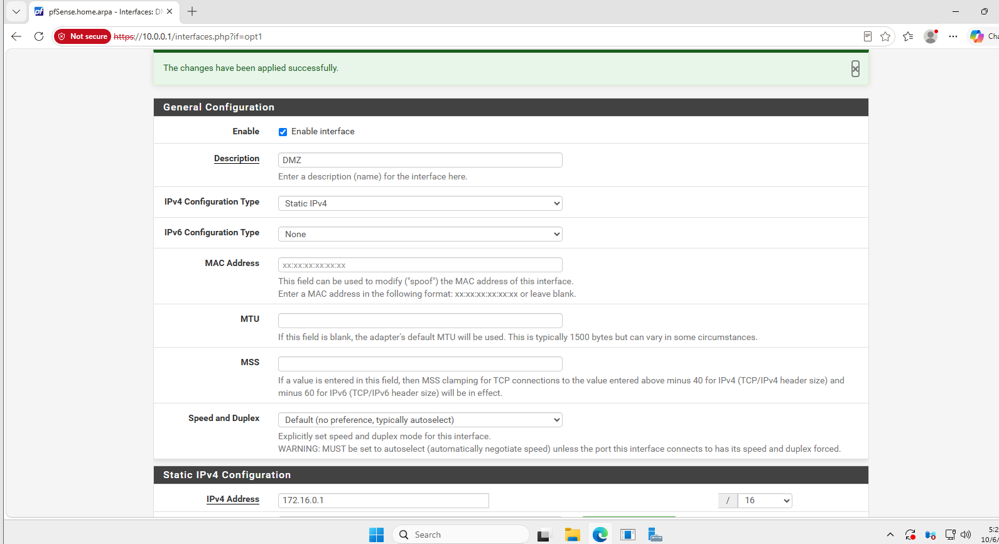 pfSense.home.arpa - Interfaces: DM
Not secure https://10.0.0.1/interfaces.php?if=opt1
The changes have been applied successfully.
General Configuration
Enable Enable interface
Description DMZ
Enter a description (name) for the interface here.
IPv4 Configuration Type Static IPv4
IPv6 Configuration Type None
MAC Address xx:xx:xx:xx:xx:xx
This field can be used to modify ("spoof") the MAC address of this interface.
Enter a MAC address in the following format: xx:xx:xx:xx:xx:xx or leave blank.
MTU
If this field is blank, the adapter's default MTU will be used. This is typically 1500 bytes but can vary in some circumstances.
MSS
If a value is entered in this field, then MSS clamping for TCP connections to the value entered above minus 40 for IPv4 (TCP/IPv4 header size) and
minus 60 for IPv6 (TCP/IPv6 header size) will be in effect.
Speed and Duplex Default (no preference, typically autoselect)
Explicitly set speed and duplex mode for this interface.
WARNING: MUST be set to autoselect (automatically negotiate speed) unless the port this interface connects to has its speed and duplex forced.
Static IPv4 Configuration
IPv4 Address 172.16.0.1 / 16
Search